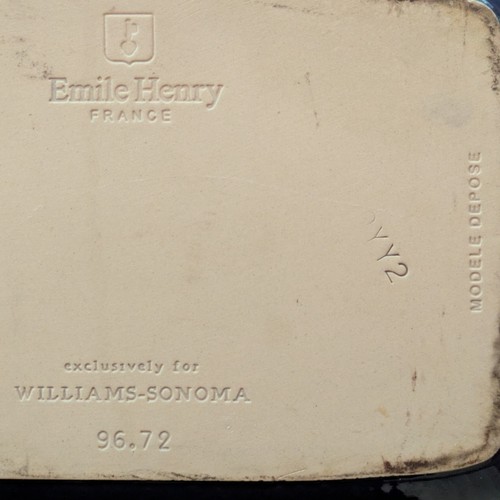 Emile Henry
FRANCE
MODELE DEPOSE
YY2
exclusively for
WILLIAMS-SONOMA
96.72